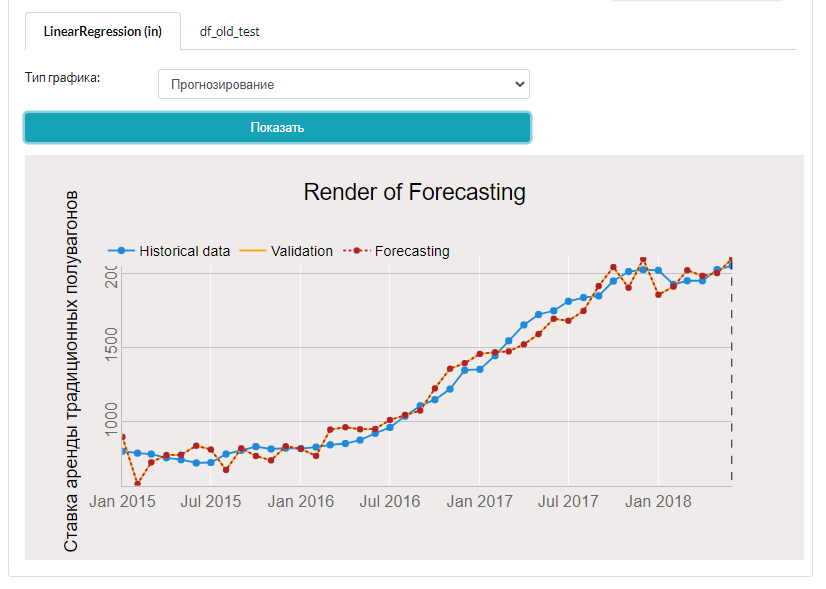 LinearRegression (in)
df_old_test
Тип графика:
Прогнозирование
Показать
Render of Forecasting
Historical data
Validation
Forecasting
Ставка аренды традиционных полувагонов
200
1500
1000
Jan 2015
Jul 2015
Jan 2016
Jul 2016
Jan 2017
Jul 2017
Jan 2018